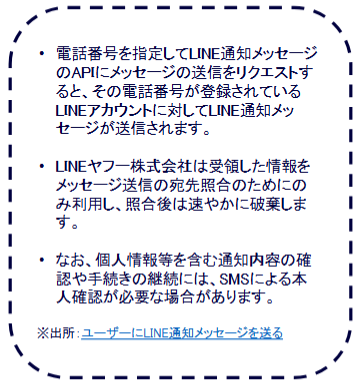 • 電話番号を指定してLINE通知メッセージ
のAPIにメッセージの送信をリクエストす
ると、その電話番号が登録されている
LINEアカウントに対してLINE通知メッ
セージが送信されます。
• LINEヤフー株式会社は受領した情報を
メッセージ送信の宛先照合のためにの
み利用し、照合後は速やかに破棄しま
す。
• なお、個人情報等を含む通知内容の確
認や手続きの継続には、SMSによる本
人確認が必要な場合があります。
※出所：ユーザーにLINE通知メッセージを送る